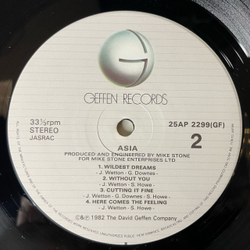 GEFFEN RECORDS
33⅓rpm
STEREO
JASRAC
25AP 2299(GF)
2
ASIA
PRODUCED AND ENGINEERED BY MIKE STONE
FOR MIKE STONE ENTERPRISES LTD
1. WILDEST DREAMS
- J. Wetton - G. Downes -
2. WITHOUT YOU
- J. Wetton - S. Howe -
3. CUTTING IT FINE
- J. Wetton - G. Downes - S. Howe -
4. HERE COMES THE FEELING
- J. Wetton - S. Howe -
1982 The David Geffen Company